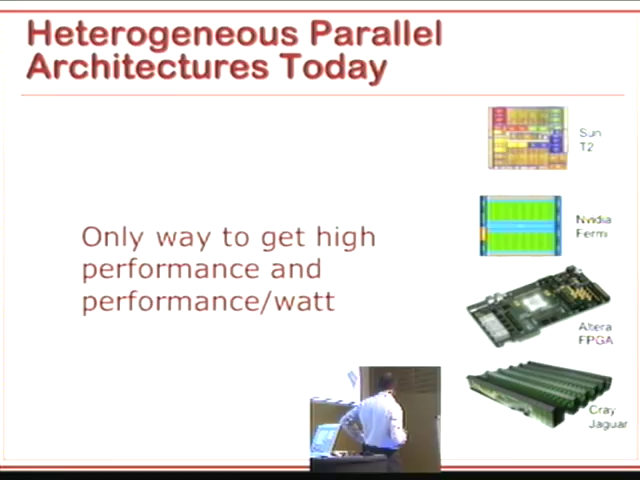 Heterogeneous Parallel
Architectures Today
Sun
T2
Only way to get high
performance and
performance/watt
Nvidia
Fermi
Altera
FPGA
Cray
Jaguar